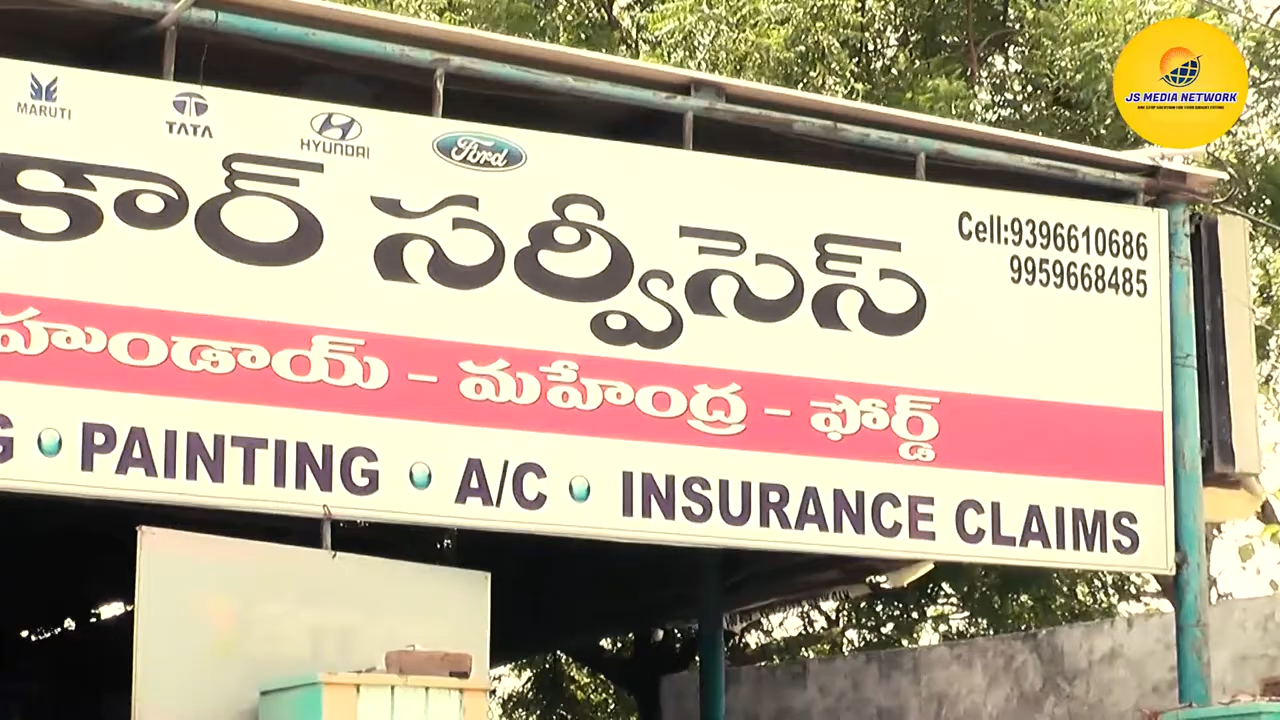 MARUTI
TATA
HYUNDAI
Ford
కార్ సర్వీసెస్
Cell:9396610686
9959668485
హుండాయ్ - మహేంద్ర - ఫోర్డ్
PAINTING • A/C • INSURANCE CLAIMS
JS MEDIA NETWORK